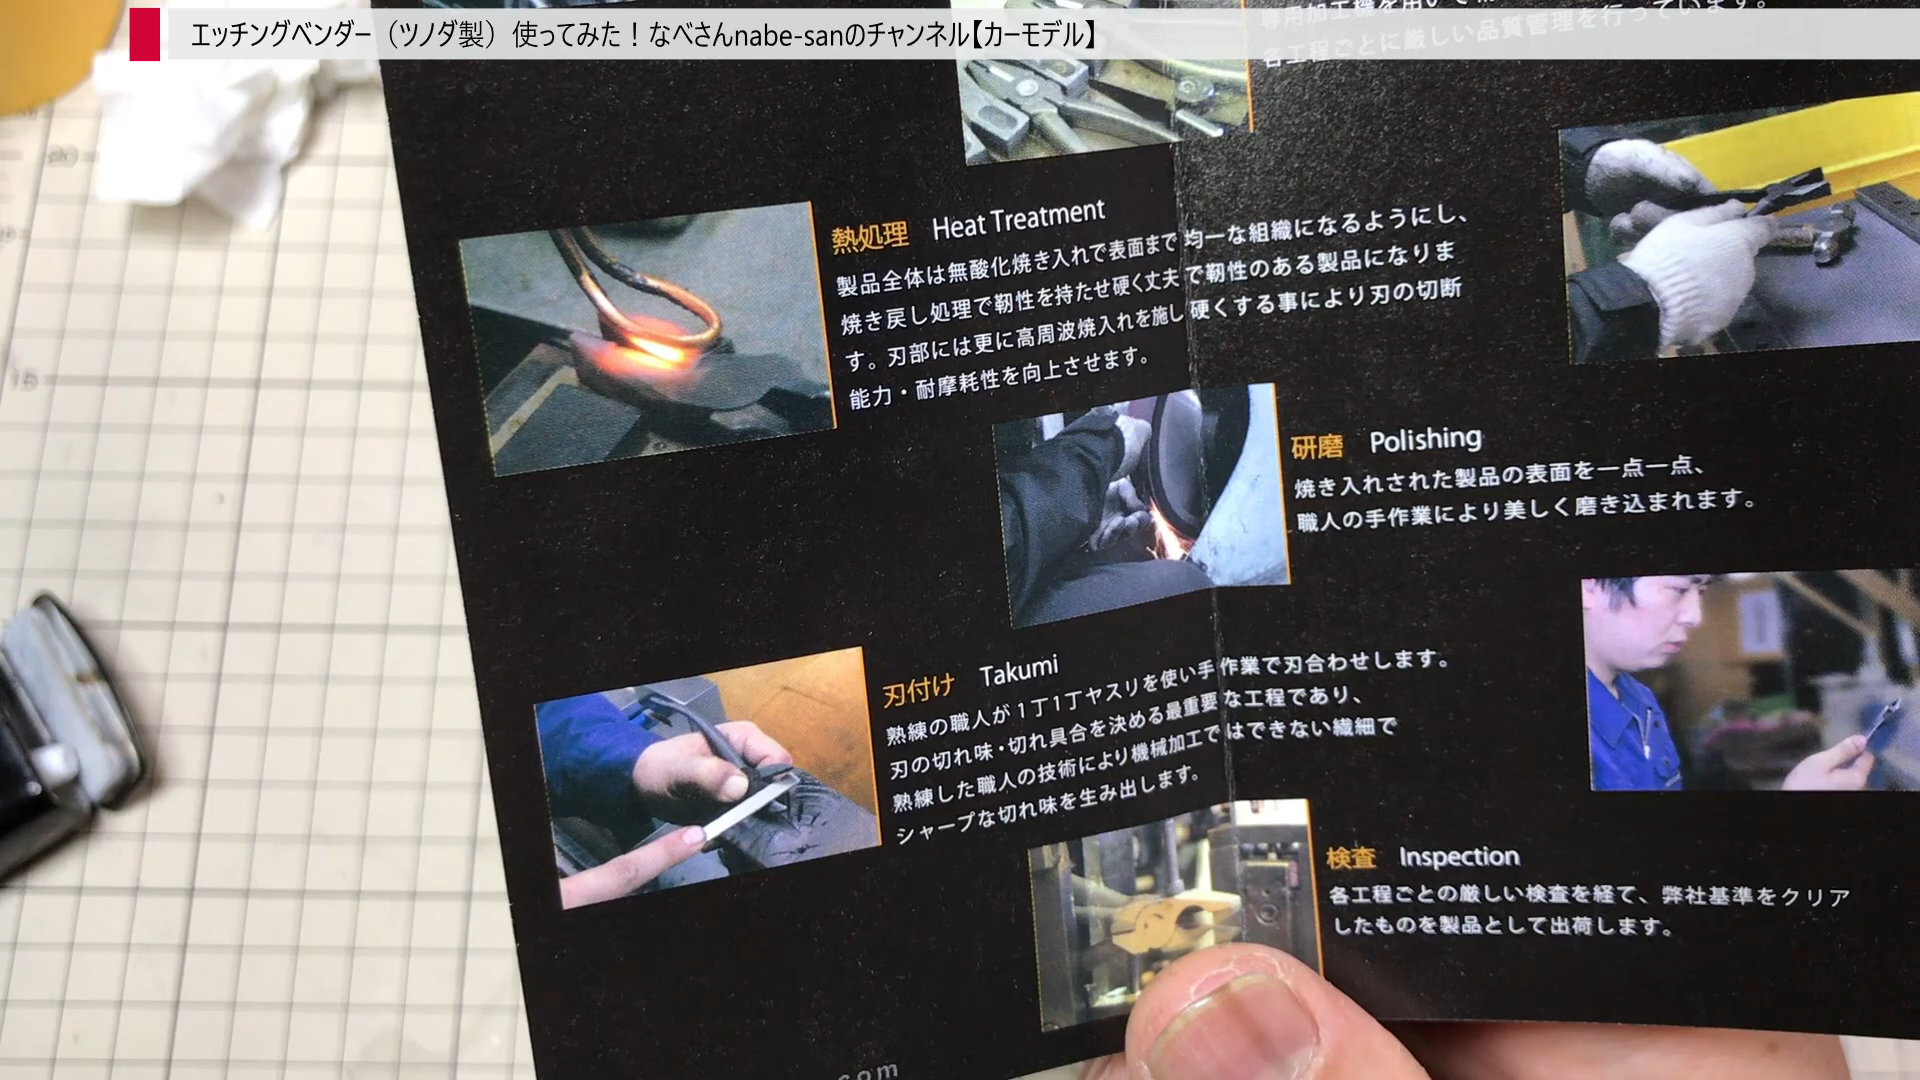 エッチングベンダー（ツノダ製）使ってみた！なべさんnabe-sanのチャンネル【カーモデル】
専用加工機を用いて
各工程ごとに厳しい品質管理を行っています。
熱処理 Heat Treatment
製品全体は無酸化焼き入れで表面まで均一な組織になるようにし、
焼き戻し処理で靭性を持たせ硬く丈夫で靭性のある製品になりま
す。刃部には更に高周波焼入れを施し硬くする事により刃の切断
能力・耐摩耗性を向上させます。
研磨 Polishing
焼き入れされた製品の表面を一点一点、
職人の手作業により美しく磨き込まれます。
刃付け Takumi
熟練の職人が１丁1丁ヤスリを使い手作業で刃合わせします。
刃の切れ味・切れ具合を決める最重要な工程であり、
熟練した職人の技術により機械加工ではできない繊細で
シャープな切れ味を生み出します。
検査 Inspection
各工程ごとの厳しい検査を経て、弊社基準をクリア
したものを製品として出荷します。
.com